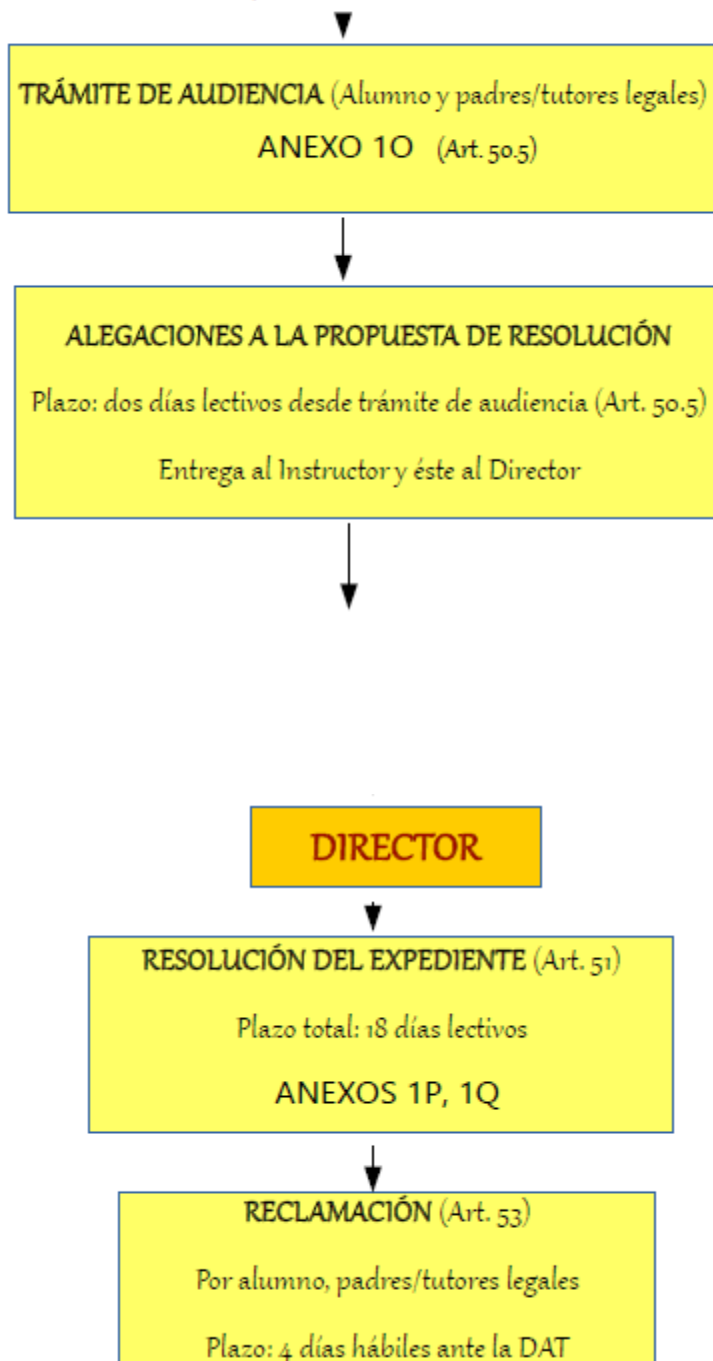 TRÁMITE DE AUDIENCIA (Alumno y padres/tutores legales)
ANEXO 1O (Art. 50.5)
ALEGACIONES A LA PROPUESTA DE RESOLUCIÓN
Plazo: dos días lectivos desde trámite de audiencia (Art. 50.5)
Entrega al Instructor y éste al Director
DIRECTOR
RESOLUCIÓN DEL EXPEDIENTE (Art. 51)
Plazo total: 18 días lectivos
ANEXOS 1P, 1Q
RECLAMACIÓN (Art. 53)
Por alumno, padres/tutores legales
Plazo: 4 días hábiles ante la DAT